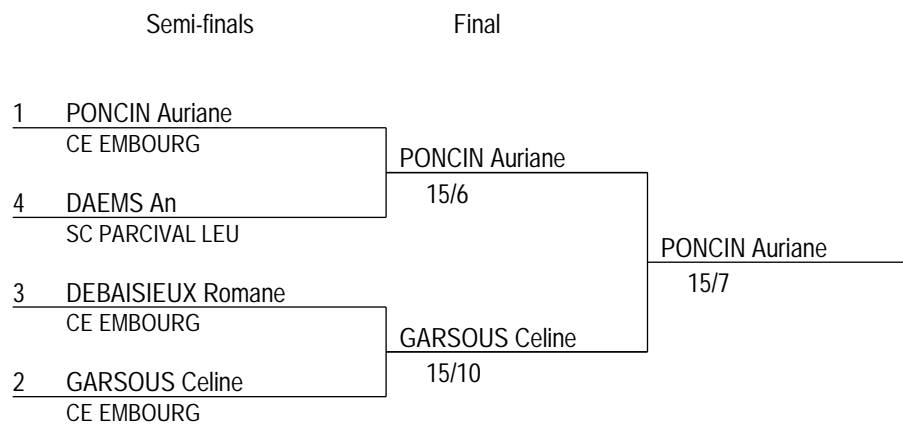 Semi-finals Final
1 PONCIN Auriane
CE EMBOURG
PONCIN Auriane
15/6
4 DAEMS An
SC PARCIVAL LEU
PONCIN Auriane
15/7
3 DEBAISIEUX Romane
CE EMBOURG
GARSOUS Celine
15/10
2 GARSOUS Celine
CE EMBOURG